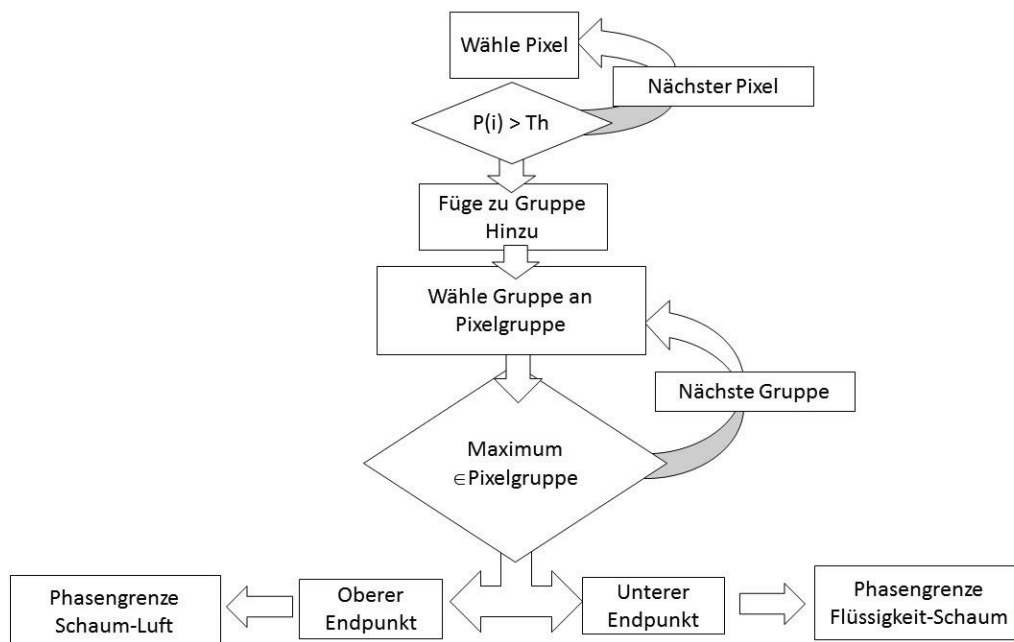 Wähle Pixel
Nächster Pixel
P(i) > Th
Füge zu Gruppe
Hinzu
Wähle Gruppe an
Pixelgruppe
Nächste Gruppe
Maximum
∈Pixelgruppe
Phasengrenze
Schaum-Luft
Oberer
Endpunkt
Unterer
Endpunkt
Phasengrenze
Flüssigkeit-Schaum